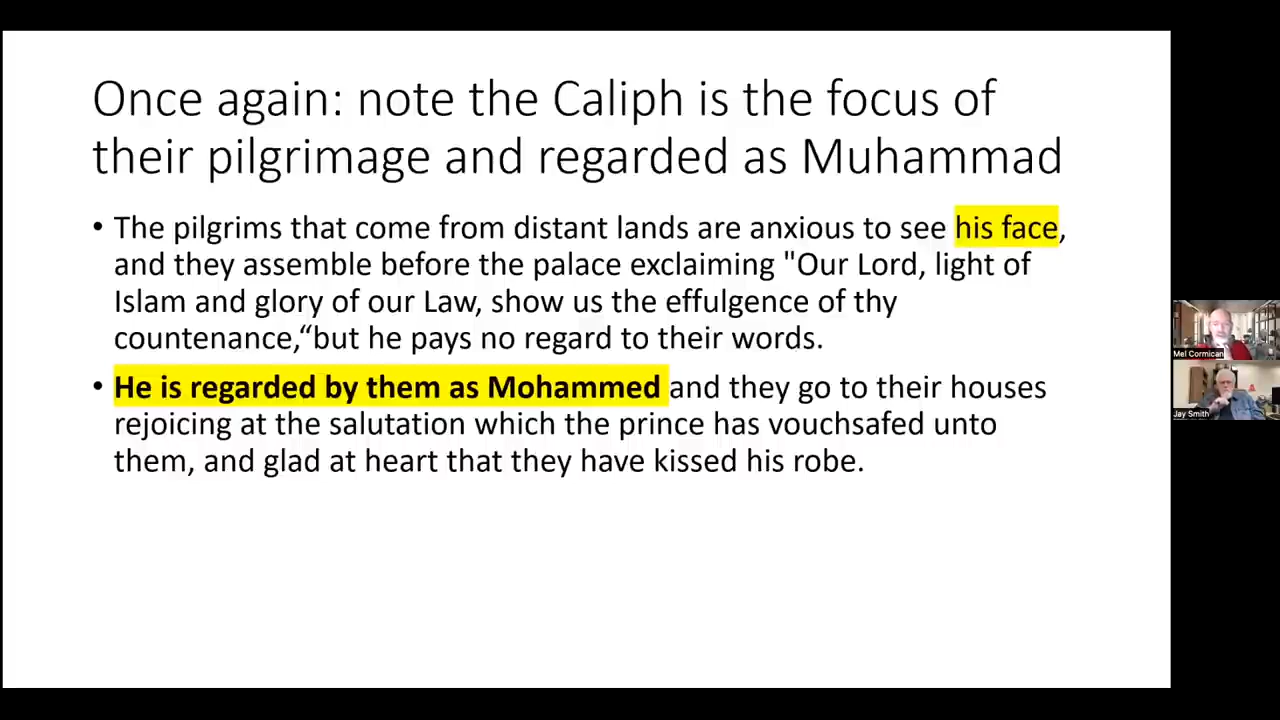 Once again: note the Caliph is the focus of
their pilgrimage and regarded as Muhammad
• The pilgrims that come from distant lands are anxious to see his face,
and they assemble before the palace exclaiming "Our Lord, light of
Islam and glory of our Law, show us the effulgence of thy
countenance,“but he pays no regard to their words.
• He is regarded by them as Mohammed and they go to their houses
rejoicing at the salutation which the prince has vouchsafed unto
them, and glad at heart that they have kissed his robe.
Mel Cormican
Jay Smith